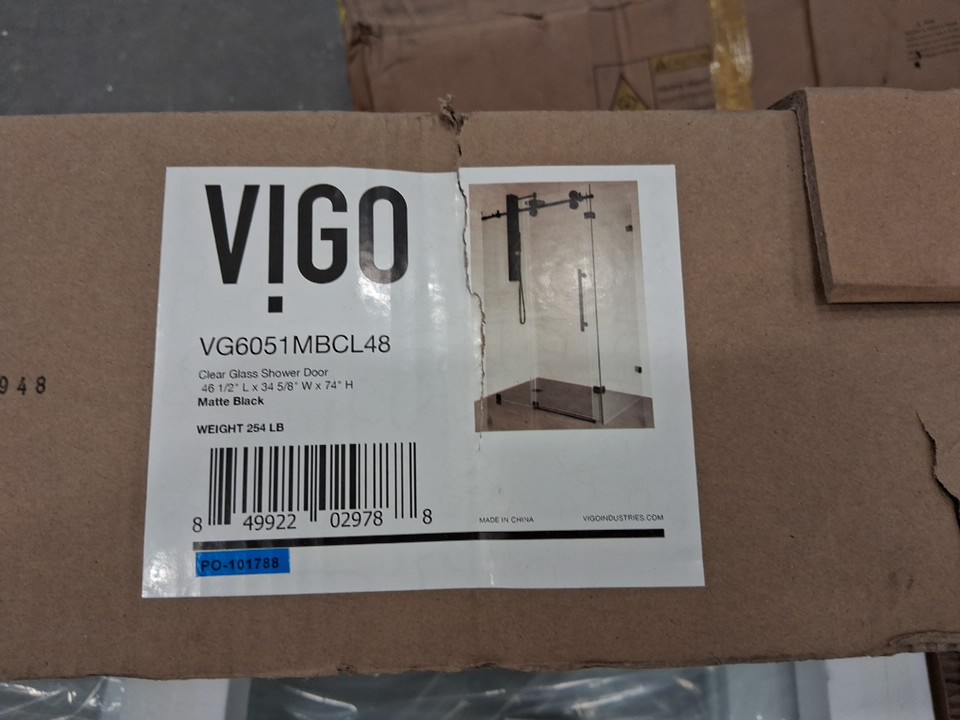 VIGO
VG6051MBCL48
Clear Glass Shower Door
46 1/2" L x 34 5/8" W x 74" H
Matte Black
WEIGHT 254 LB
8 49922 02978 8
MADE IN CHINA
VIGOINDUSTRIES.COM
PO-101788
948